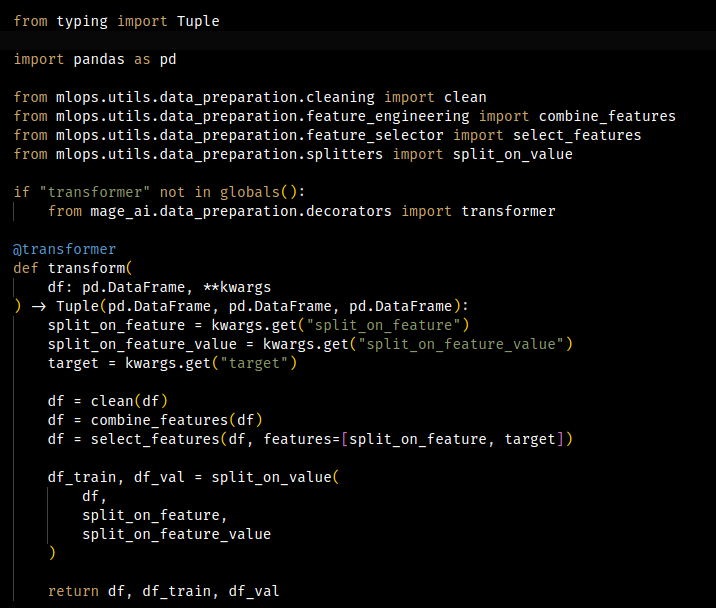 from typing import Tuple
import pandas as pd
from mlops.utils.data_preparation.cleaning import clean
from mlops.utils.data_preparation.feature_engineering import combine_features
from mlops.utils.data_preparation.feature_selector import select_features
from mlops.utils.data_preparation.splitters import split_on_value
if "transformer" not in globals():
    from mage_ai.data_preparation.decorators import transformer
@transformer
def transform(
    df: pd.DataFrame, **kwargs
) -> Tuple(pd.DataFrame, pd.DataFrame, pd.DataFrame):
    split_on_feature = kwargs.get("split_on_feature")
    split_on_feature_value = kwargs.get("split_on_feature_value")
    target = kwargs.get("target")
    df = clean(df)
    df = combine_features(df)
    df = select_features(df, features=[split_on_feature, target])
    df_train, df_val = split_on_value(
        df,
        split_on_feature,
        split_on_feature_value
    )
    return df, df_train, df_val